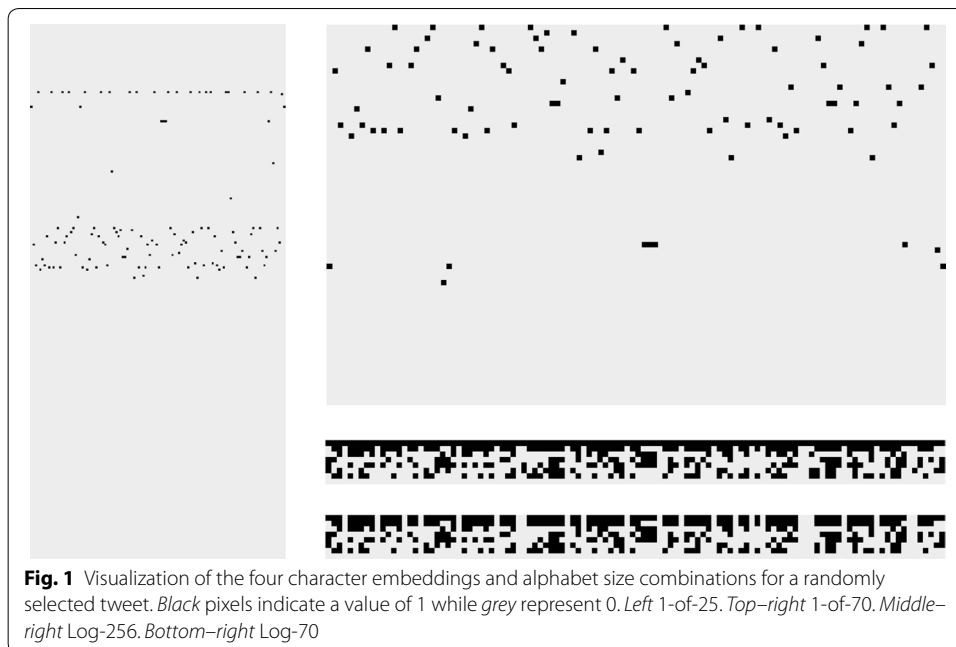 Fig. 1 Visualization of the four character embeddings and alphabet size combinations for a randomly
selected tweet. Black pixels indicate a value of 1 while grey represent 0. Left 1-of-25. Top–right 1-of-70. Middle–
right Log-256. Bottom–right Log-70